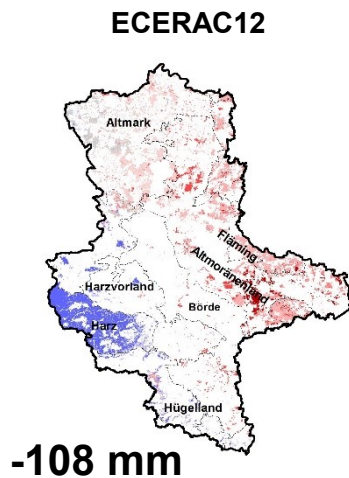 ECERAC12
Altmark
Fläming
Altmoränenland
Harzvorland
Börde
Harz
Hügelland
-108 mm